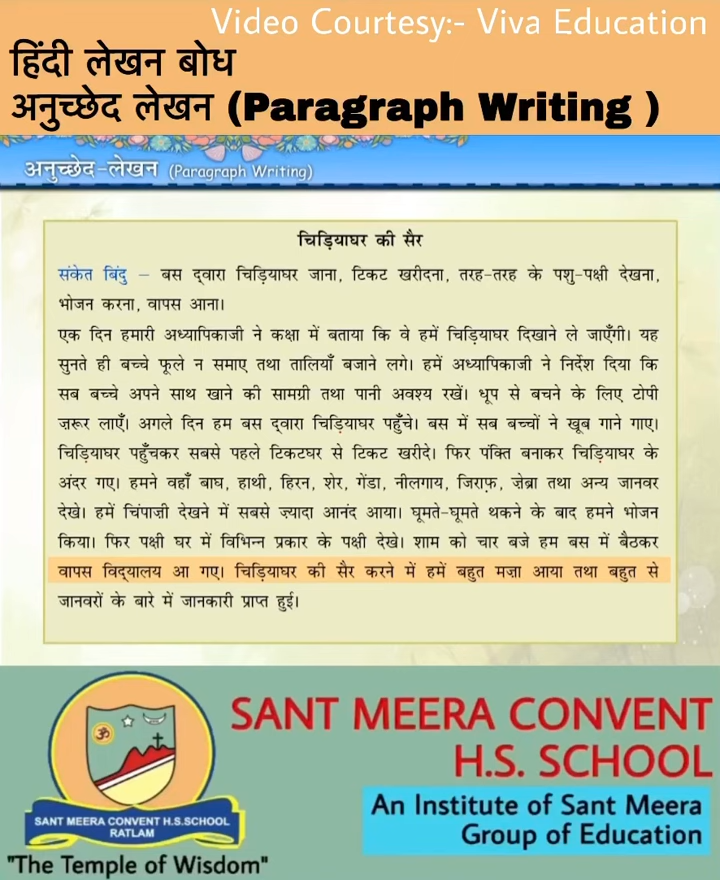 Video Courtesy:- Viva Education
हिंदी लेखन बोध
अनुच्छेद लेखन (Paragraph Writing )
अनुच्छेद-लेखन (Paragraph Writing)
चिड़ियाघर की सैर
संकेत बिंदु – बस द्वारा चिड़ियाघर जाना, टिकट खरीदना, तरह-तरह के पशु-पक्षी देखना,
भोजन करना, वापस आना।
एक दिन हमारी अध्यापिकाजी ने कक्षा में बताया कि वे हमें चिड़ियाघर दिखाने ले जाएँगी। यह
सुनते ही बच्चे फूले न समाए तथा तालियाँ बजाने लगे। हमें अध्यापिकाजी ने निर्देश दिया कि
सब बच्चे अपने साथ खाने की सामग्री तथा पानी अवश्य रखें। धूप से बचने के लिए टोपी
ज़रूर लाएँ। अगले दिन हम बस द्वारा चिड़ियाघर पहुँचे। बस में सब बच्चों ने खूब गाने गाए।
चिड़ियाघर पहुँचकर सबसे पहले टिकटघर से टिकट खरीदे। फिर पंक्ति बनाकर चिड़ियाघर के
अंदर गए। हमने वहाँ बाघ, हाथी, हिरन, शेर, गेंडा, नीलगाय, जिराफ़, ज़ेब्रा तथा अन्य जानवर
देखे। हमें चिंपाज़ी देखने में सबसे ज़्यादा आनंद आया। घूमते-घूमते थकने के बाद हमने भोजन
किया। फिर पक्षी घर में विभिन्न प्रकार के पक्षी देखे। शाम को चार बजे हम बस में बैठकर
वापस विद्यालय आ गए। चिड़ियाघर की सैर करने में हमें बहुत मज़ा आया तथा बहुत से
जानवरों के बारे में जानकारी प्राप्त हुई।
SANT MEERA CONVENT
H.S. SCHOOL
An Institute of Sant Meera
Group of Education
ॐ
SANT MEERA CONVENT H.S.SCHOOL
RATLAM
"The Temple of Wisdom"